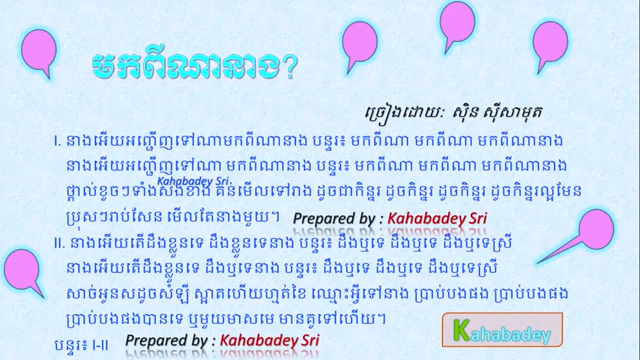 មកពីណានាង?
ច្រៀងដោយ: ស៊ិន ស៊ីសាមុត
I. នាងអើយអញ្ជើញទៅណាមកពីណានាង បន្ទរ៖ មកពីណា មកពីណា មកពីណានាង
នាងអើយអញ្ជើញទៅណា មកពីណានាង បន្ទរ៖ មកពីណា មកពីណា មកពីណានាង
ផ្តាល់ខូចៗទាំងសងខាង គន់មើលទៅរាង ដូចជាកិន្នរ ដូចកិន្នរ ដូចកិន្នរ ដូចកិន្នរល្អមែន
Kahabadey Sri
ប្រុសៗរាប់សែន មើលតែនាងមួយ។ Prepared by : Kahabadey Sri
II. នាងអើយតើដឹងខ្លួនទេ ដឹងខ្លួនទេនាង បន្ទរ៖ ដឹងឬទេ ដឹងឬទេ ដឹងឬទេស្រី
នាងអើយតើដឹងខ្លួនទេ ដឹងឬទេនាង បន្ទរ៖ ដឹងឬទេ ដឹងឬទេ ដឹងឬទេស្រី
សាច់អូនសដូចសំឡី ស្អាតហើយហ្មត់ខៃ ឈ្មោះអ្វីទៅនាង ប្រាប់បងផង ប្រាប់បងផង
ប្រាប់បងផងបានទេ ឬមួយមាសមេ មានគូទៅហើយ។
បន្ទរ៖ I-II Prepared by : Kahabadey Sri
Kahabadey